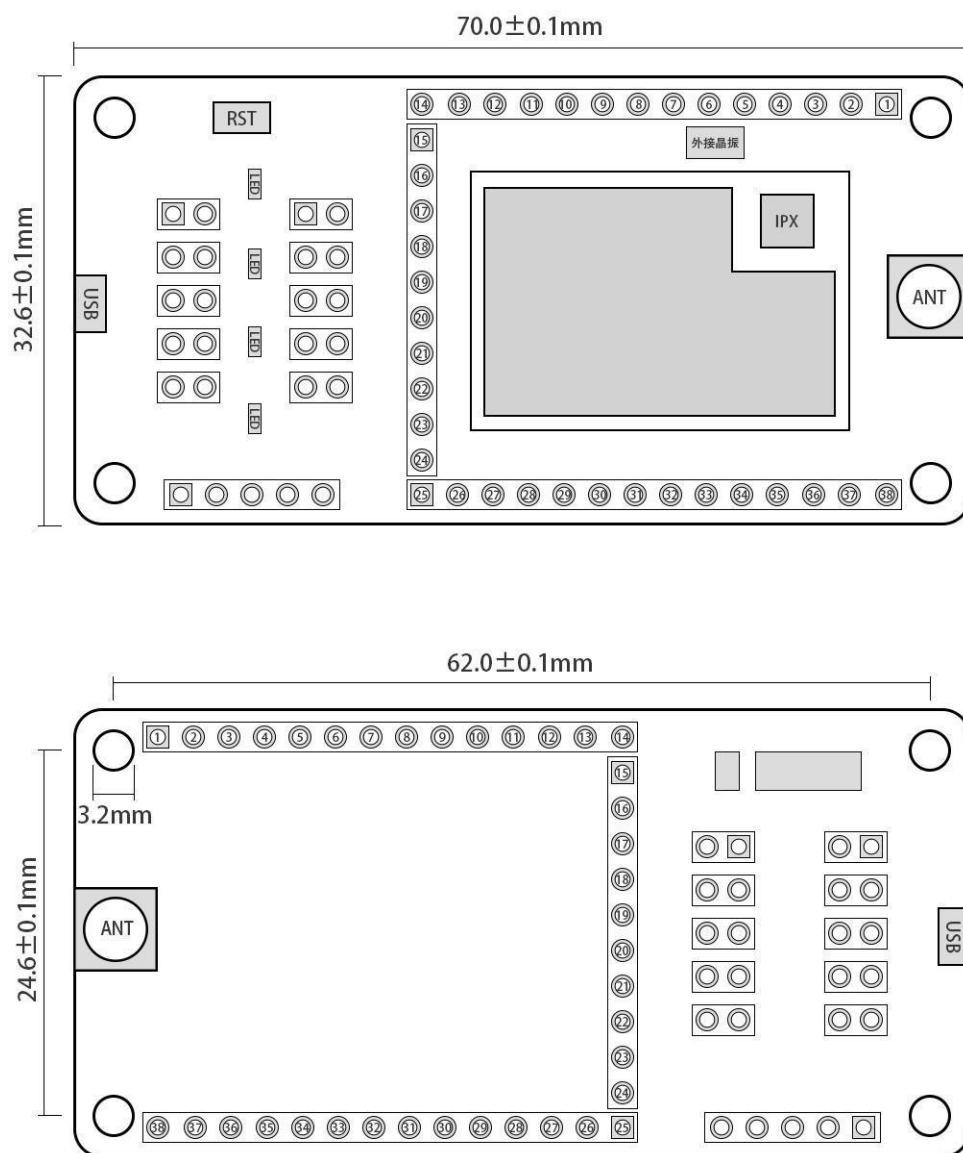 70.0±0.1mm
32.6±0.1mm
RST
⑭ ⑬ ⑫ ⑪ ⑩ ⑨ ⑧ ⑦ ⑥ ⑤ ④ ③ ② 1
外接晶振
15
⑯
⑰
⑱
⑲
⑳
㉑
㉒
㉓
㉔
LED
LED
LED
LED
USB
IPX
ANT
25 ㉖ ㉗ ㉘ ㉙ ㉚ ㉛ ㉜ ㉝ ㉞ ㉟ ㊱ ㊲ ㊳
62.0±0.1mm
1 ② ③ ④ ⑤ ⑥ ⑦ ⑧ ⑨ ⑩ ⑪ ⑫ ⑬ ⑭
3.2mm
24.6±0.1mm
15
⑯
⑰
⑱
⑲
⑳
㉑
㉒
㉓
㉔
ANT
USB
㊳ ㊲ ㊱ ㉟ ㉞ ㉝ ㉜ ㉛ ㉚ ㉙ ㉘ ㉗ ㉖ 25